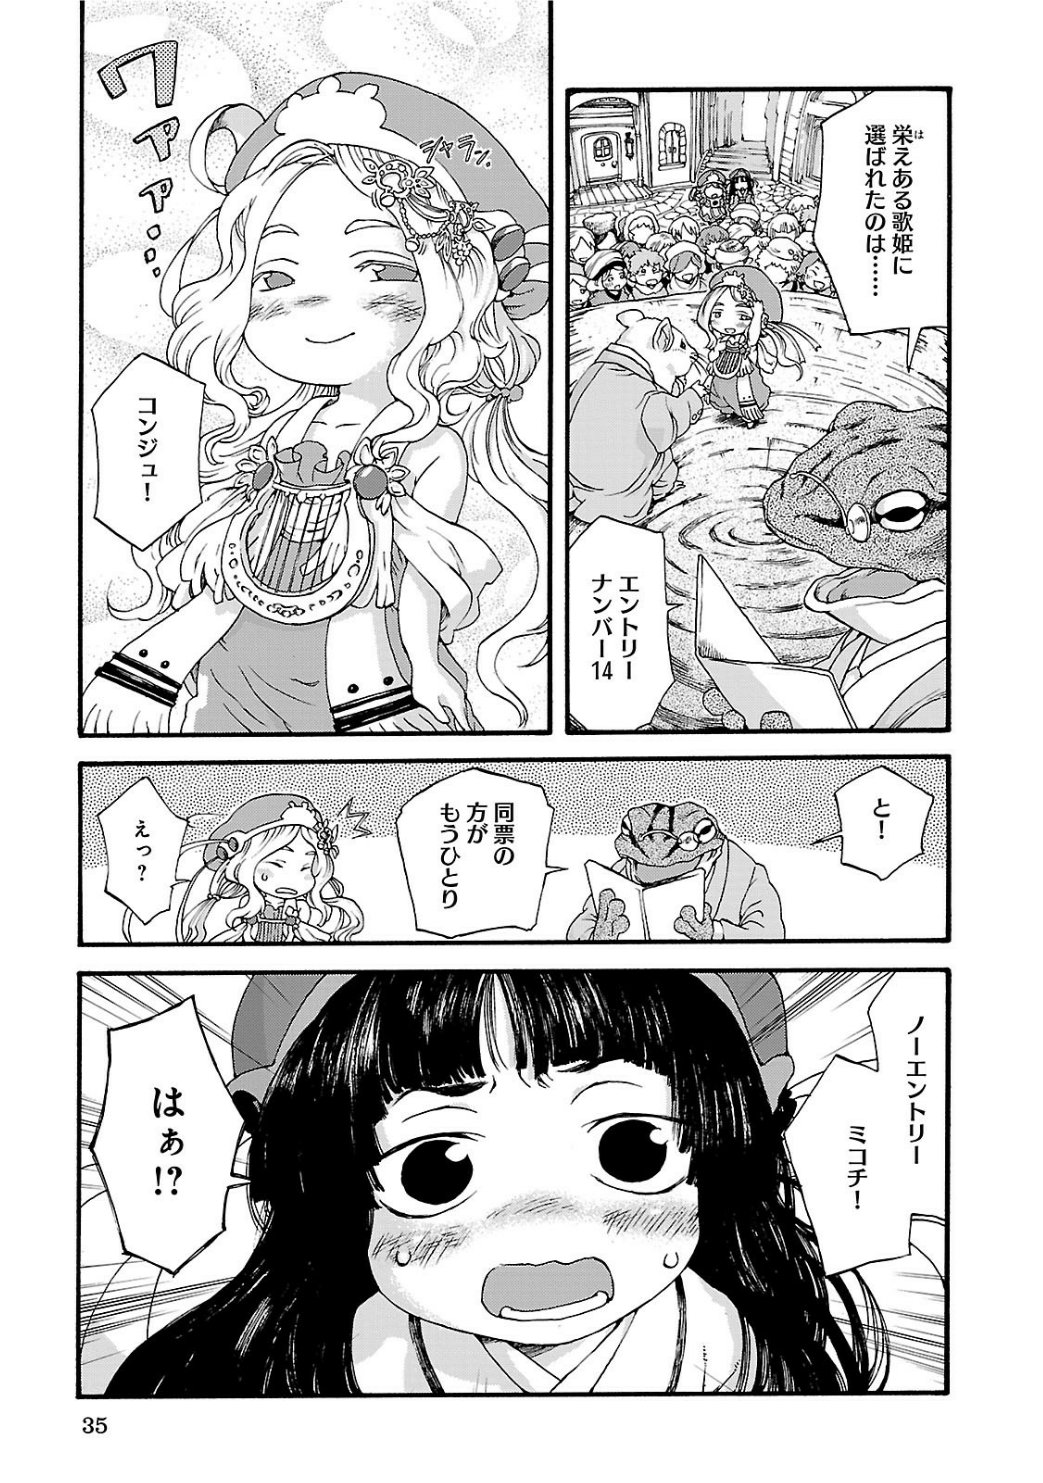 栄えある歌姫に
選ばれたのは……
は
エントリー
ナンバー14
ワァァァ…
シャラン
コンジュ！
と！
同票の
方が
もうひとり
えっ？
ノーエントリー
ミコチ！
はぁ!?
35